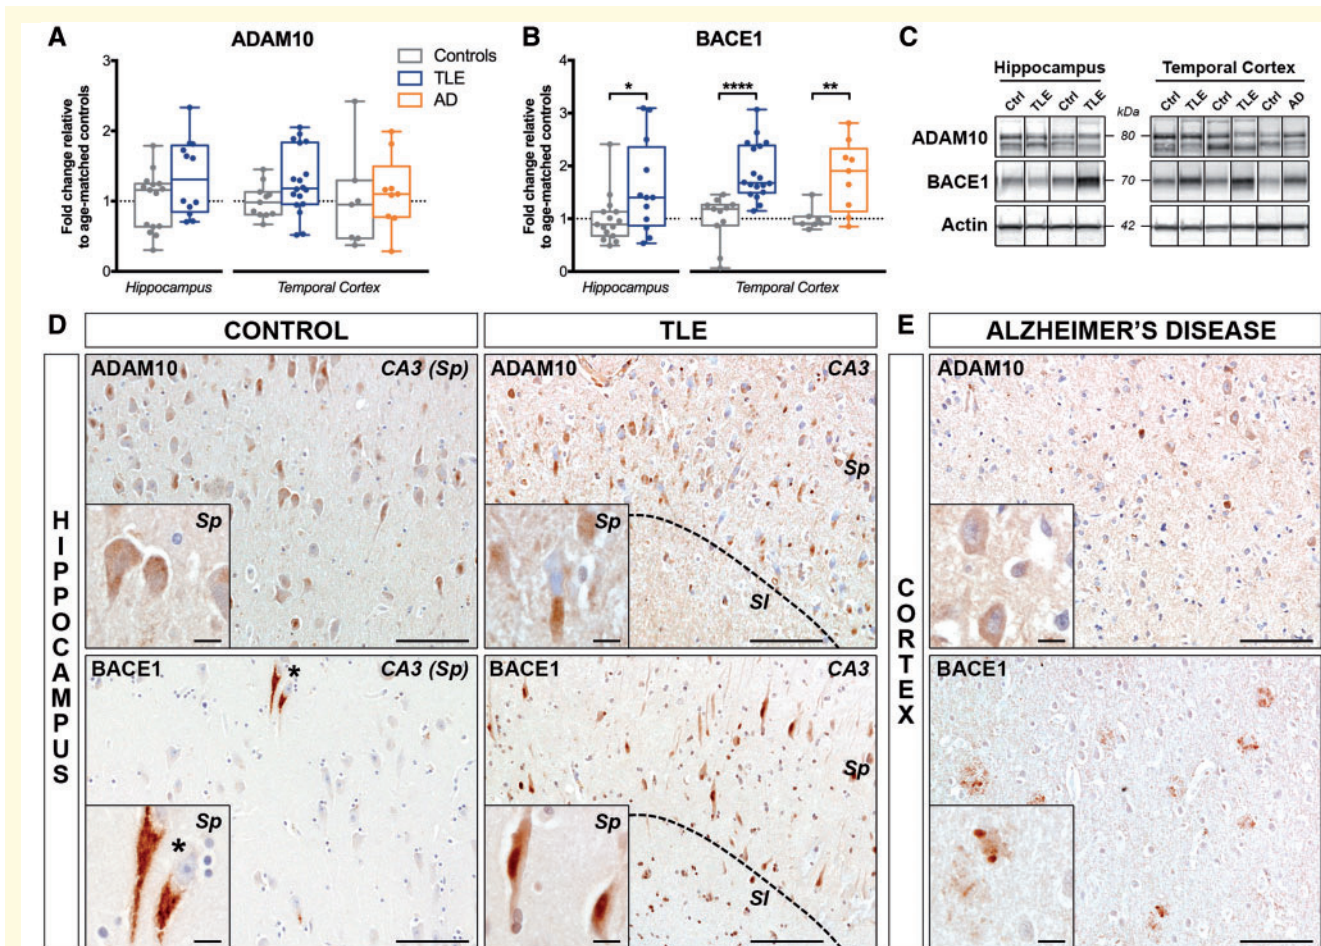 A
ADAM10
Fold change relative
to age-matched controls
3
2
1
0
Controls
TLE
AD
Hippocampus
Temporal Cortex
B
BACE1
Fold change relative
to age-matched controls
4
3
2
1
0
*
****
**
Hippocampus
Temporal Cortex
C
Hippocampus
Temporal Cortex
Ctrl
TLE
Ctrl
TLE
kDa
Ctrl
TLE
Ctrl
TLE
Ctrl
AD
ADAM10
80
BACE1
70
Actin
42
D
CONTROL
TLE
HIPPOCAMPUS
ADAM10
CA3 (Sp)
Sp
ADAM10
CA3
Sp
Sp
Sl
BACE1
CA3 (Sp)
*
Sp
*
BACE1
CA3
Sp
Sp
Sl
E
ALZHEIMER'S DISEASE
CORTEX
ADAM10
BACE1